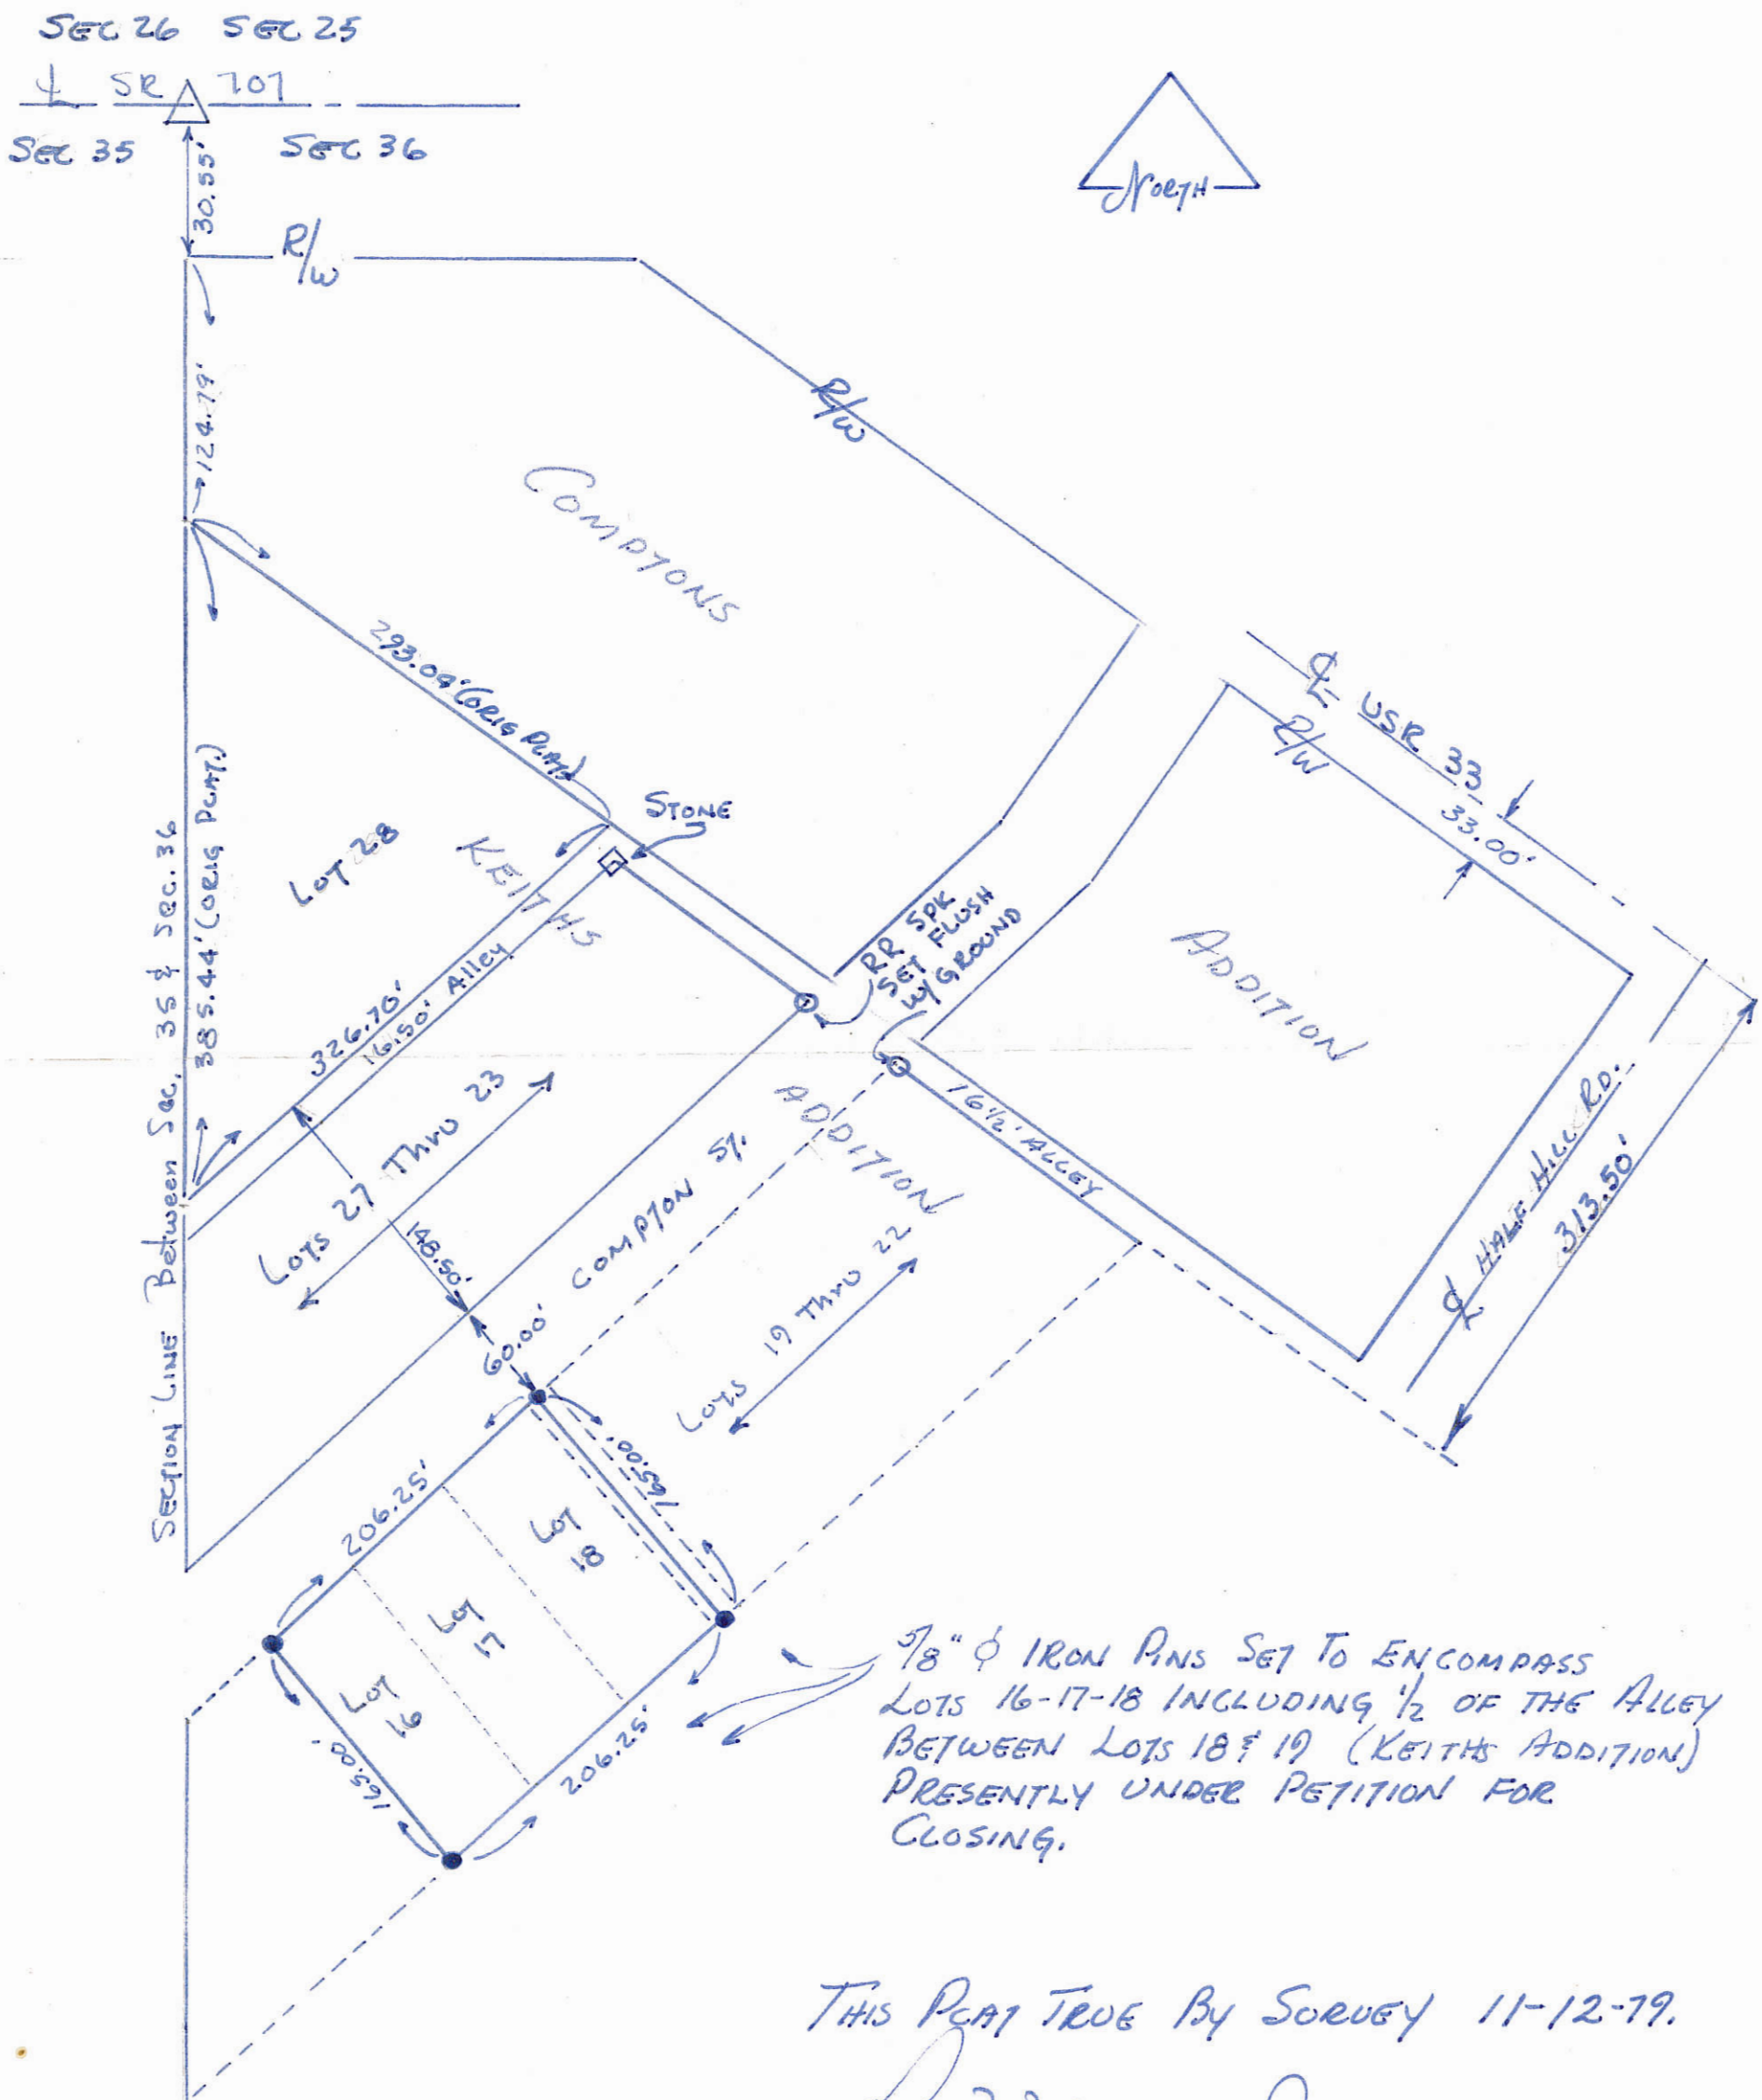 SEC 26 SEC 25
℄ SR 707
SEC 35 SEC 36
30.55'
NORTH
R/W
124.79'
R/W
COMPTONS
293.04' (ORIG PLAT)
℄ USR 33
R/W
33.00'
STONE
LOT 28
KEITHS
385.44' (ORIG PLAT.)
SECTION LINE Between Sec. 35 & Sec. 36
RR SPK
SET FLUSH
W/ GROUND
ADDITION
326.70'
16.50' Alley
LOTS 27 Thru 23
ADDITION
16 1/2' ALLEY
℄ HALF HILL RD.
313.50'
148.50'
COMPTON ST.
60.00'
LOTS 19 Thru 22
165.00'
206.25'
LOT
18
LOT
17
LOT
16
165.00'
206.25'
5/8" ϕ IRON PINS SET TO ENCOMPASS
LOTS 16-17-18 INCLUDING 1/2 OF THE ALLEY
BETWEEN LOTS 18 & 19 (KEITHS ADDITION)
PRESENTLY UNDER PETITION FOR
CLOSING.
THIS PLAT TRUE BY SURVEY 11-12-79.